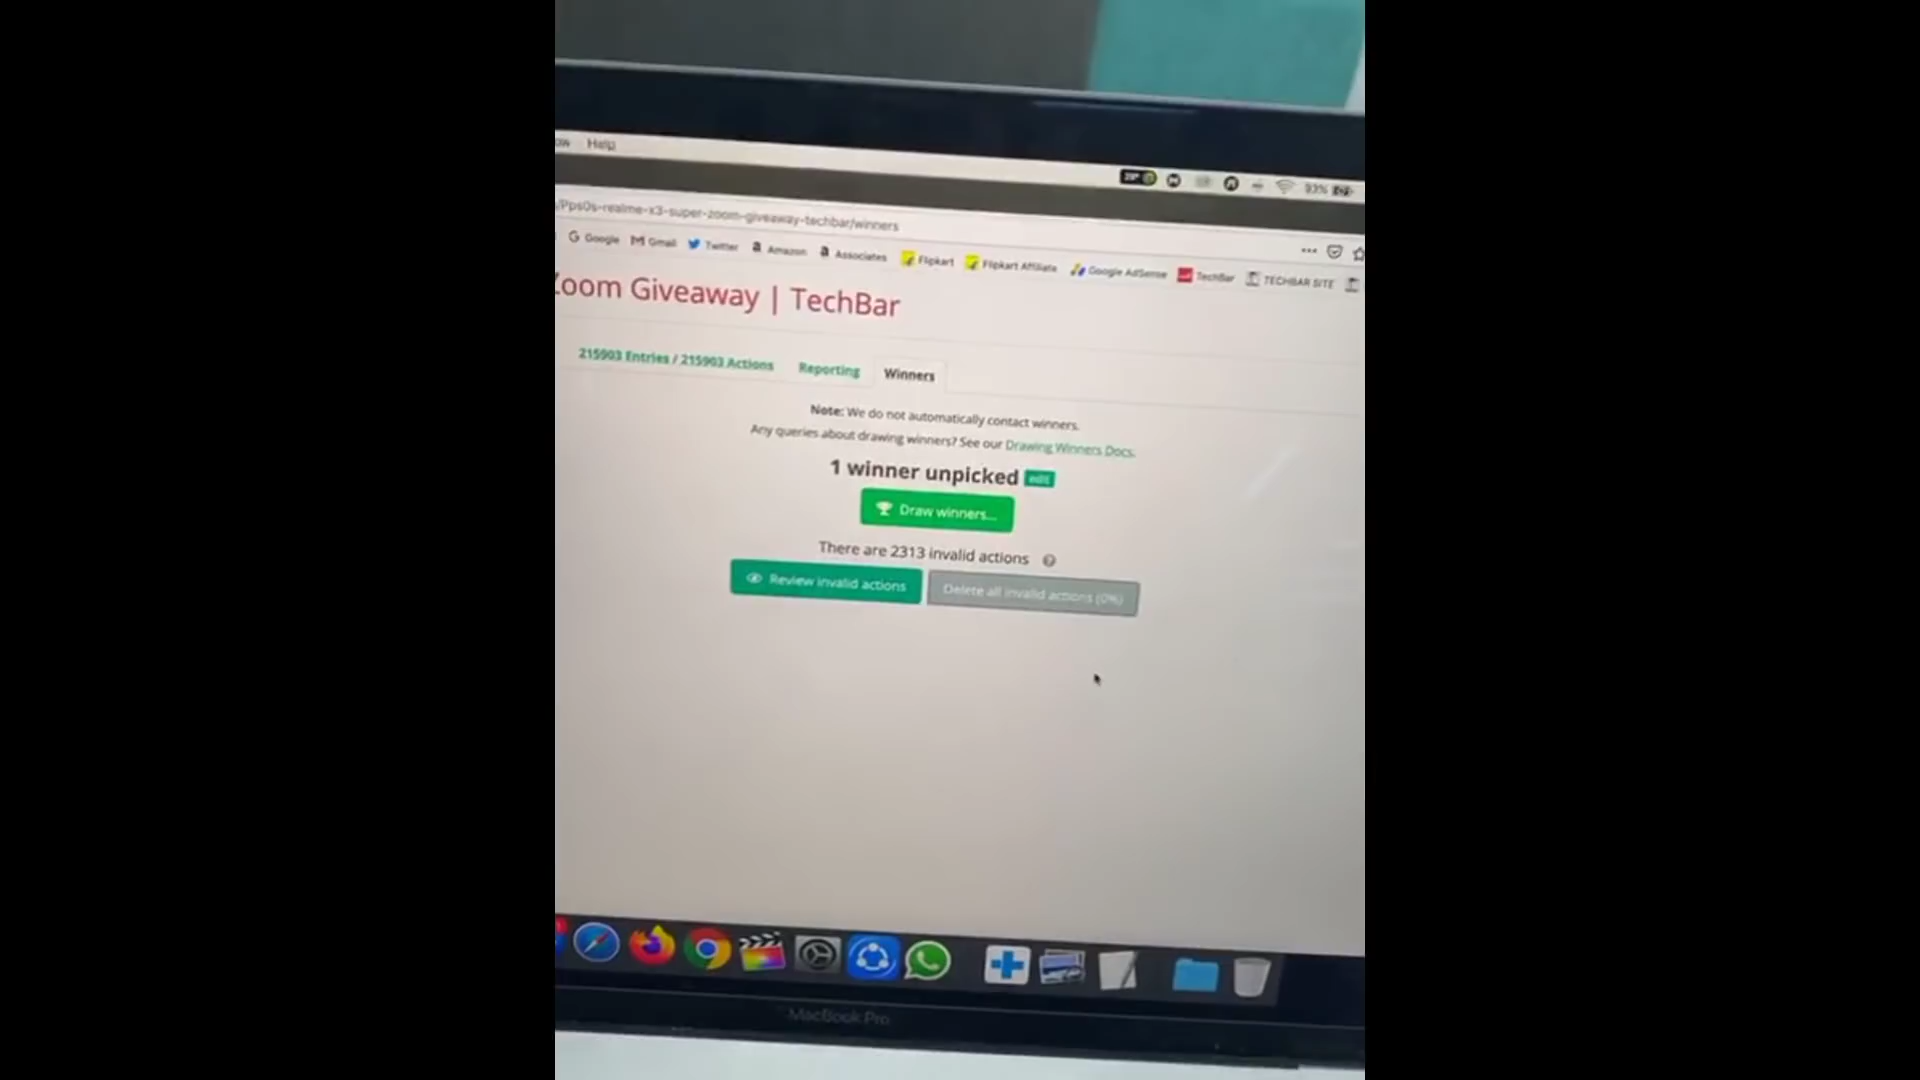 Help
93%
/Pps0s-realme-x3-super-zoom-giveaway-techbar/winners
Google Gmail Twitter Amazon Associates Flipkart Flipkart Affiliate Google AdSense TechBar TECHBAR SITE
Zoom Giveaway | TechBar
215903 Entries / 215903 Actions Reporting Winners
Note: We do not automatically contact winners.
Any queries about drawing winners? See our Drawing Winners Docs.
1 winner unpicked edit
Draw winners...
There are 2313 invalid actions
Review invalid actions Delete all invalid actions (0%)
MacBook Pro